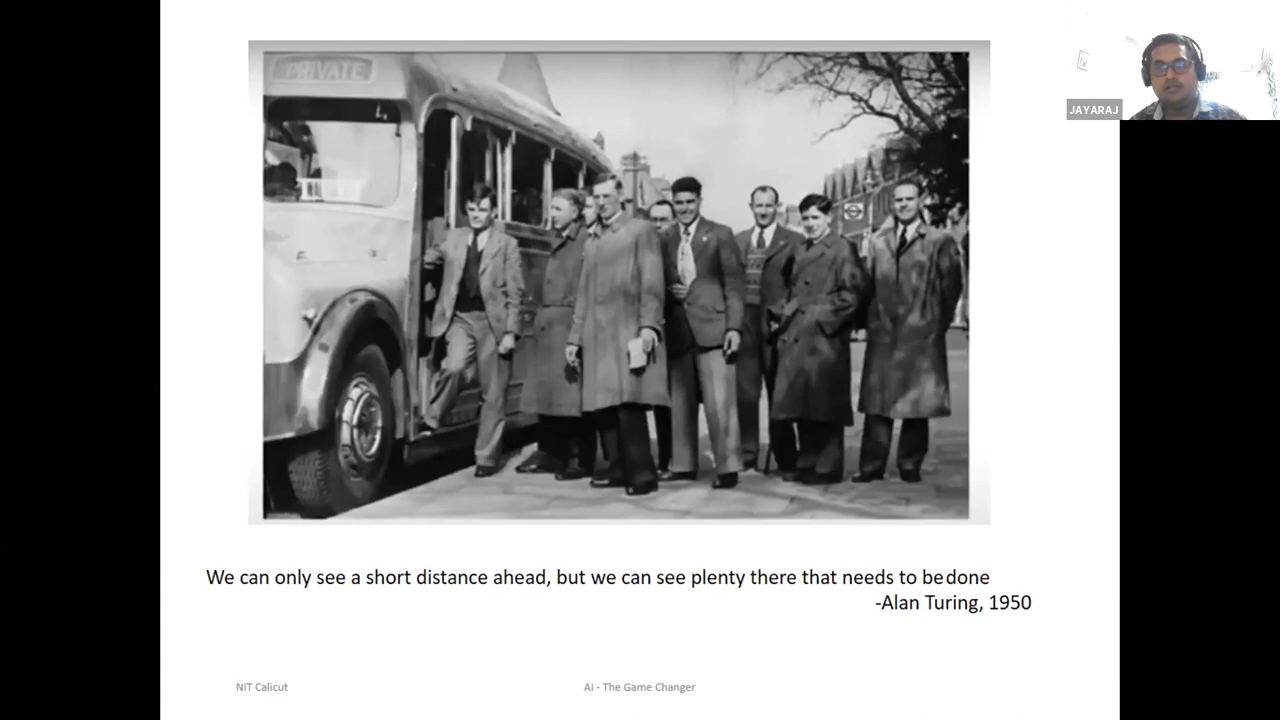 PRIVATE
JAYARAJ
We can only see a short distance ahead, but we can see plenty there that needs to be done
-Alan Turing, 1950
NIT Calicut
AI - The Game Changer